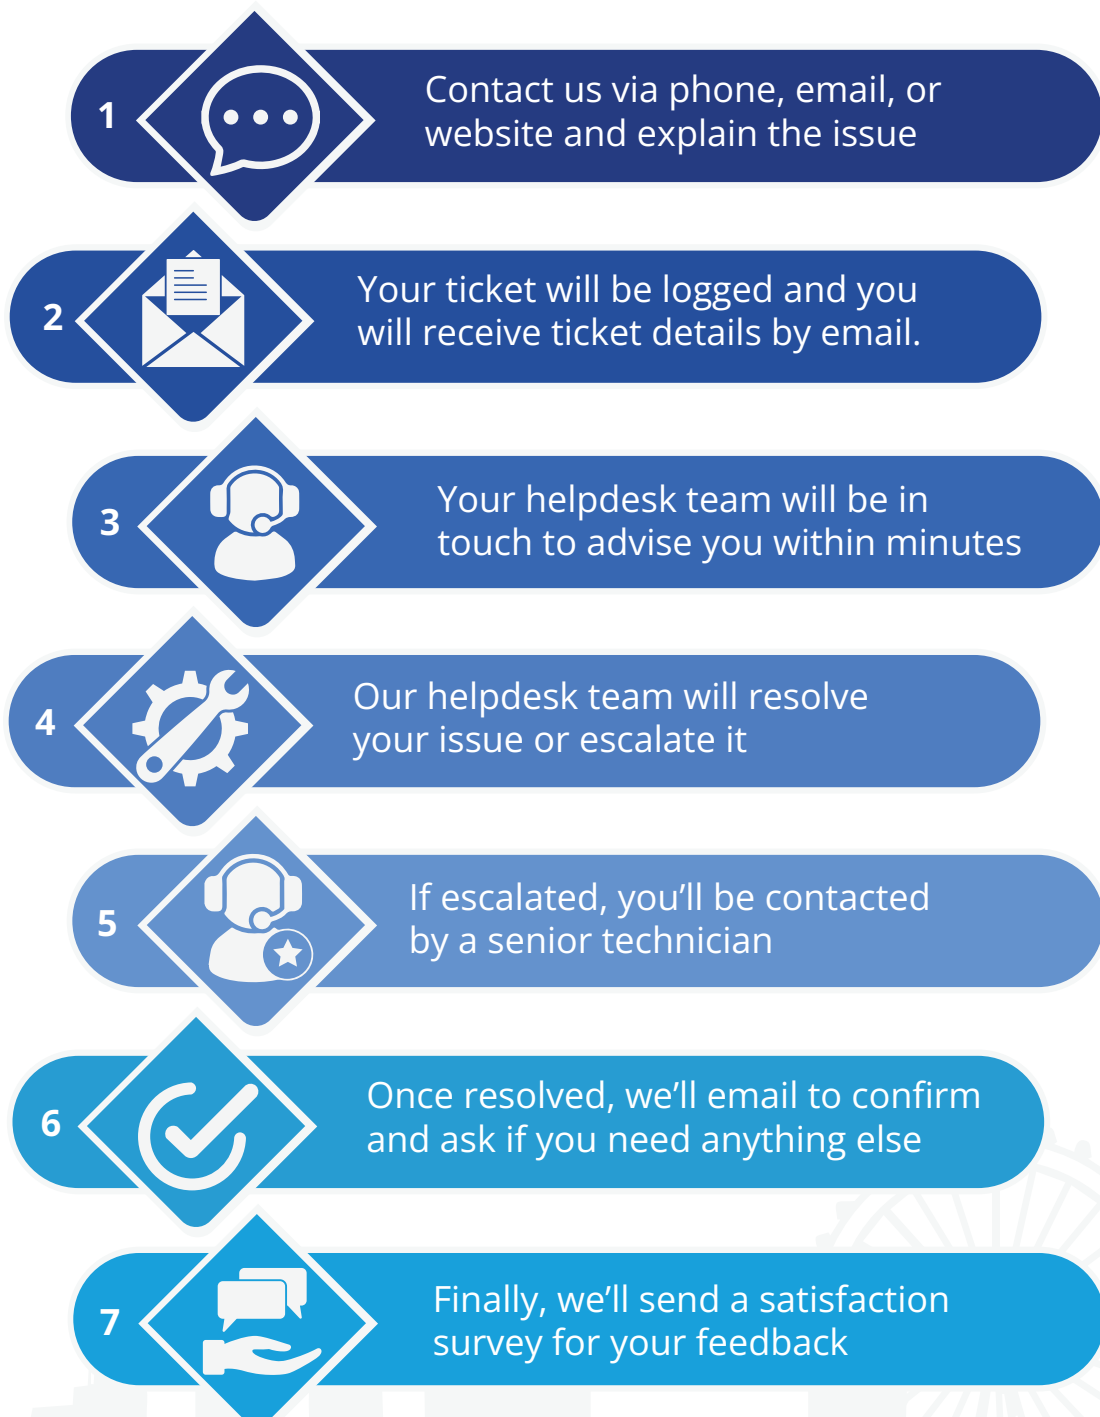 1
Contact us via phone, email, or
website and explain the issue
2
Your ticket will be logged and you
will receive ticket details by email.
3
Your helpdesk team will be in
touch to advise you within minutes
4
Our helpdesk team will resolve
your issue or escalate it
5
If escalated, you’ll be contacted
by a senior technician
6
Once resolved, we’ll email to confirm
and ask if you need anything else
7
Finally, we’ll send a satisfaction
survey for your feedback